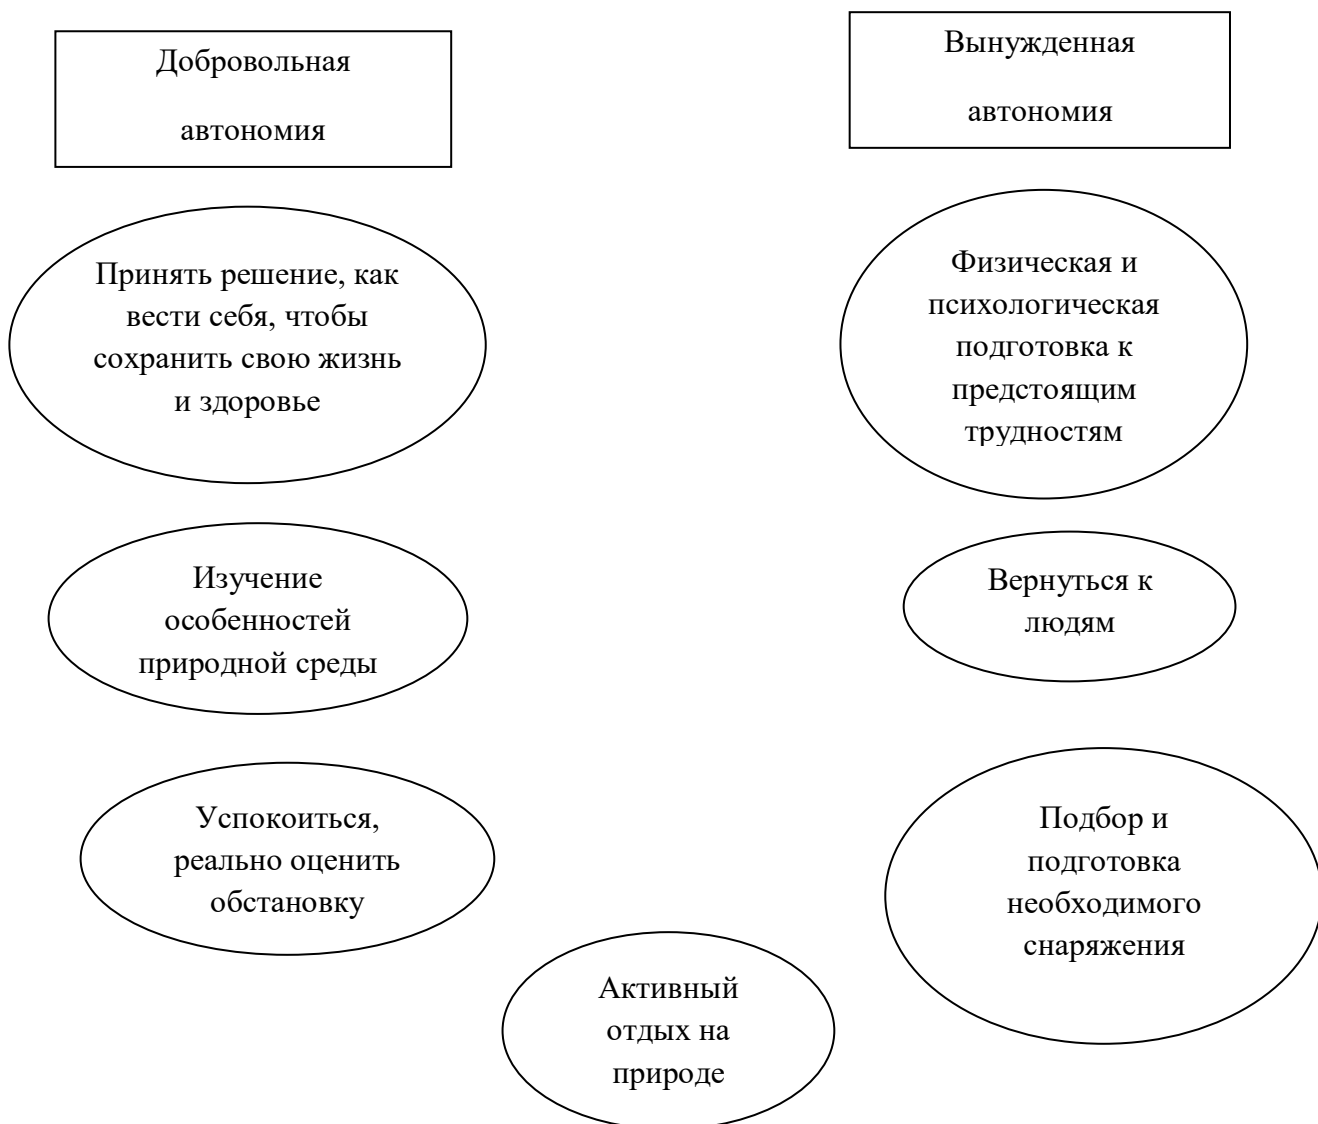 Добровольная
автономия
Вынужденная
автономия
Принять решение, как
вести себя, чтобы
сохранить свою жизнь
и здоровье
Физическая и
психологическая
подготовка к
предстоящим
трудностям
Изучение
особенностей
природной среды
Вернуться к
людям
Успокоиться,
реально оценить
обстановку
Подбор и
подготовка
необходимого
снаряжения
Активный
отдых на
природе